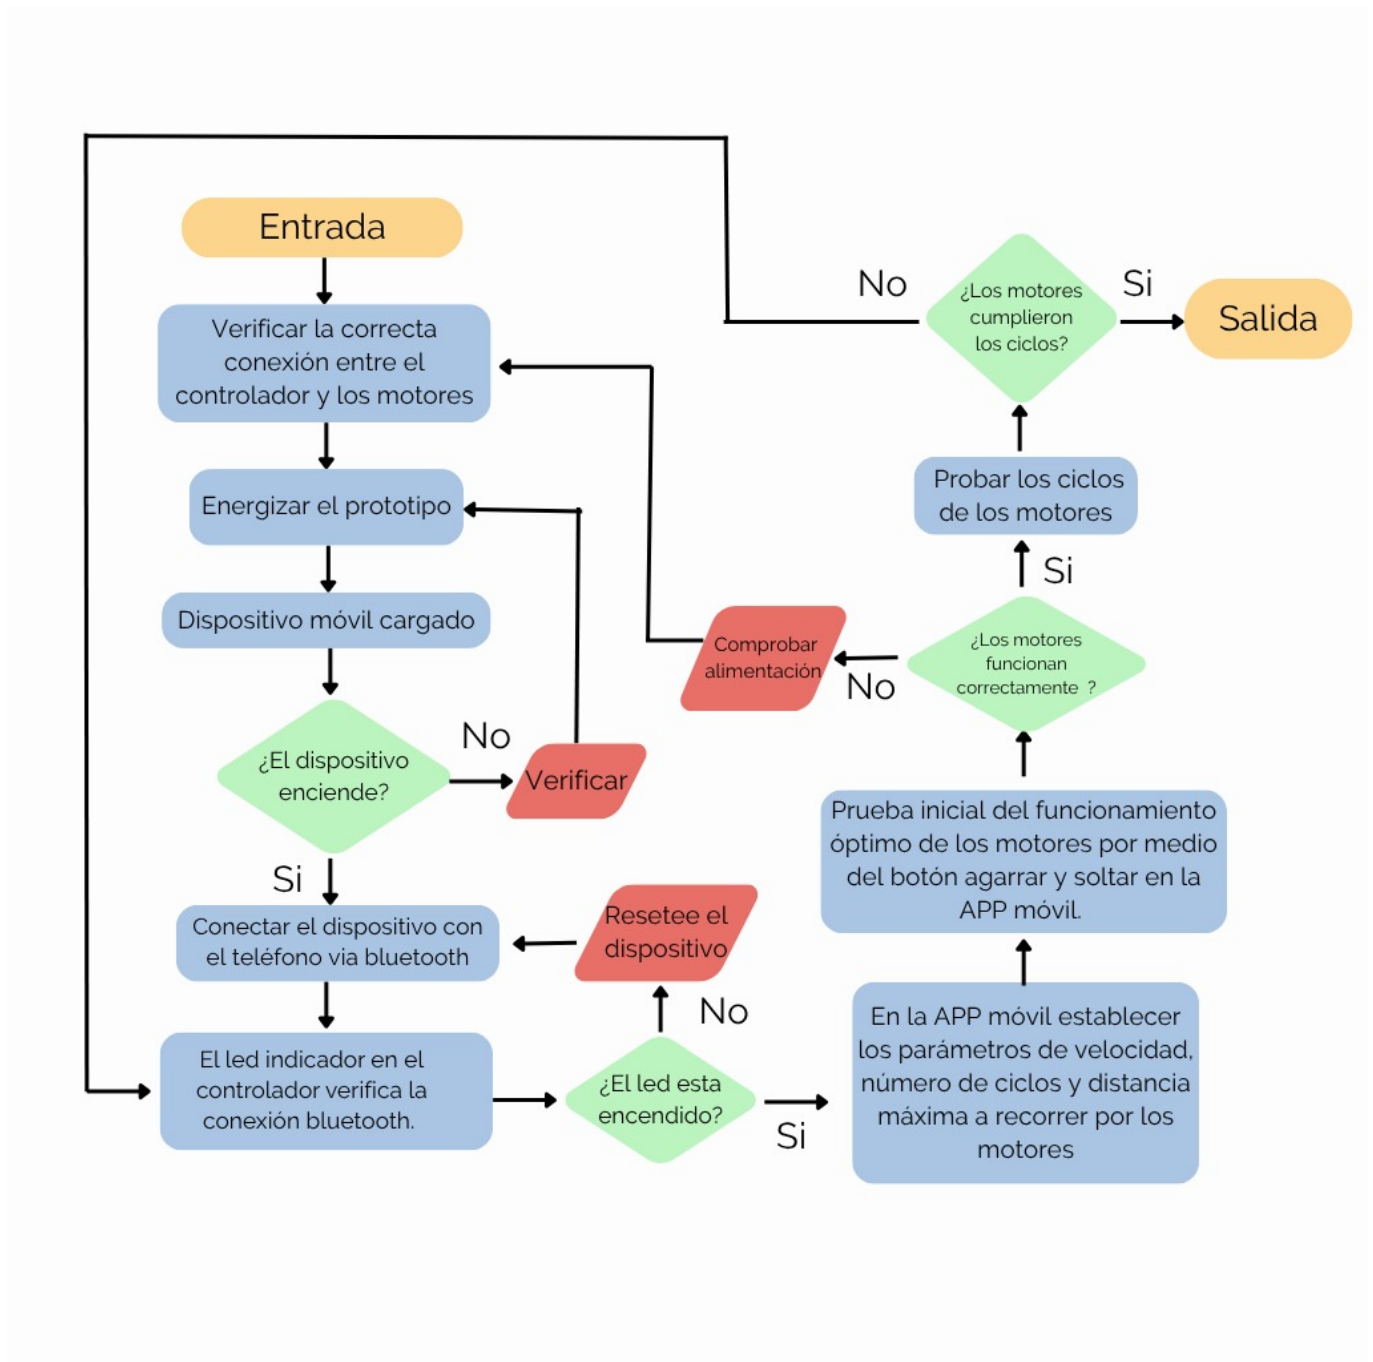 Entrada
Verificar la correcta
conexión entre el
controlador y los motores
Energizar el prototipo
Dispositivo móvil cargado
¿El dispositivo
enciende?
No
Verificar
Si
Conectar el dispositivo con
el teléfono via bluetooth
El led indicador en el
controlador verifica la
conexión bluetooth.
¿El led esta
encendido?
No
Resetee el
dispositivo
Si
En la APP móvil establecer
los parámetros de velocidad,
número de ciclos y distancia
máxima a recorrer por los
motores
Prueba inicial del funcionamiento
óptimo de los motores por medio
del botón agarrar y soltar en la
APP móvil.
¿Los motores
funcionan
correctamente ?
No
Comprobar
alimentación
Si
Probar los ciclos
de los motores
¿Los motores
cumplieron
los ciclos?
No
Si
Salida